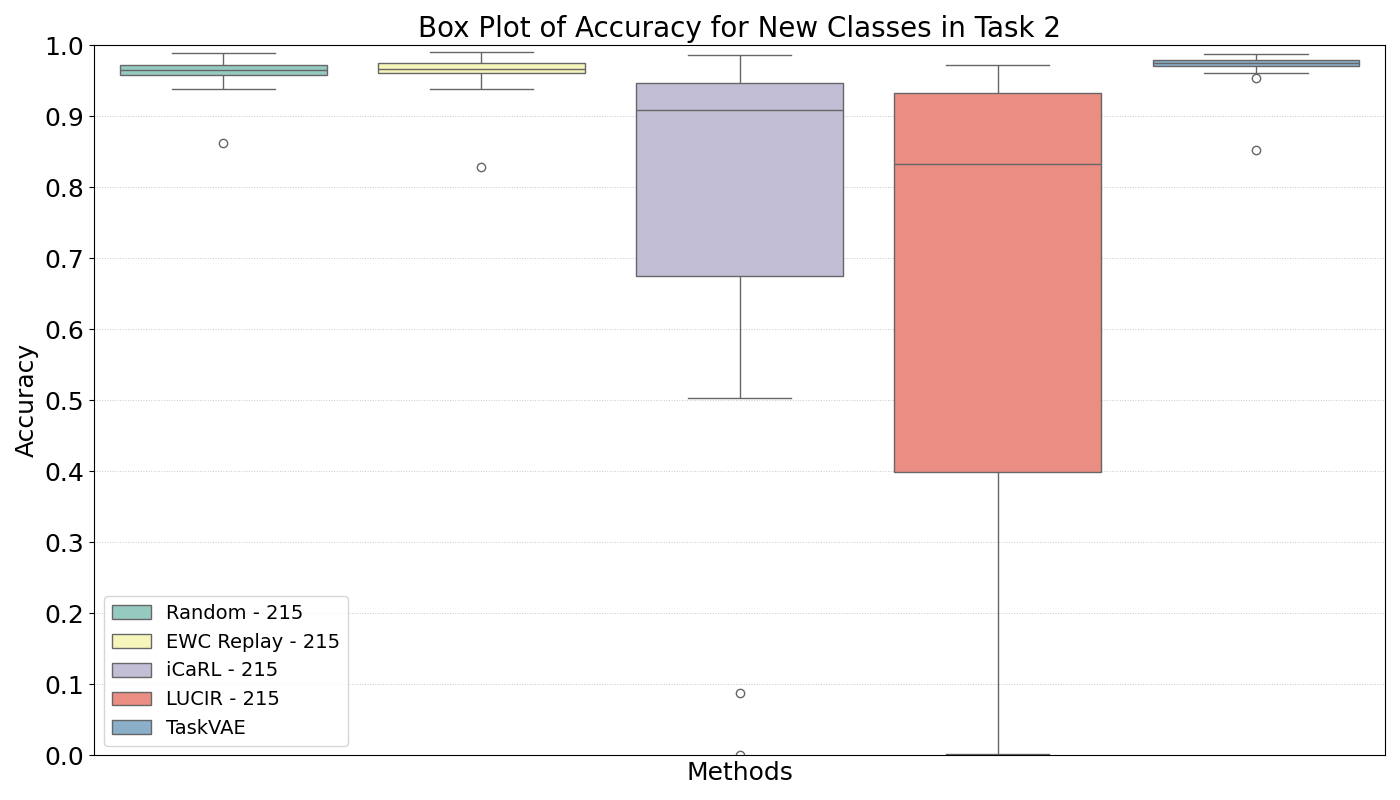 Box Plot of Accuracy for New Classes in Task 2
1.0
0.9
0.8
0.7
0.6
0.5
0.4
0.3
0.2
0.1
0.0
Accuracy
Methods
Random - 215
EWC Replay - 215
iCaRL - 215
LUCIR - 215
TaskVAE